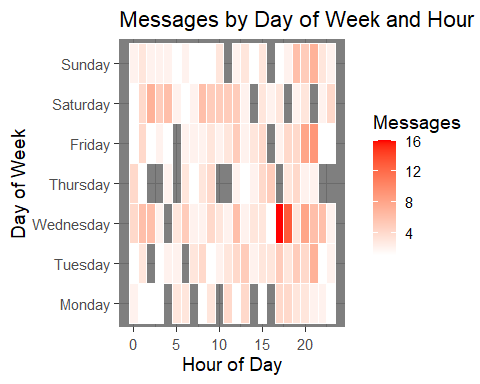 Messages by Day of Week and Hour
Day of Week
Sunday
Saturday
Friday
Thursday
Wednesday
Tuesday
Monday
0 5 10 15 20
Hour of Day
Messages
16
12
8
4